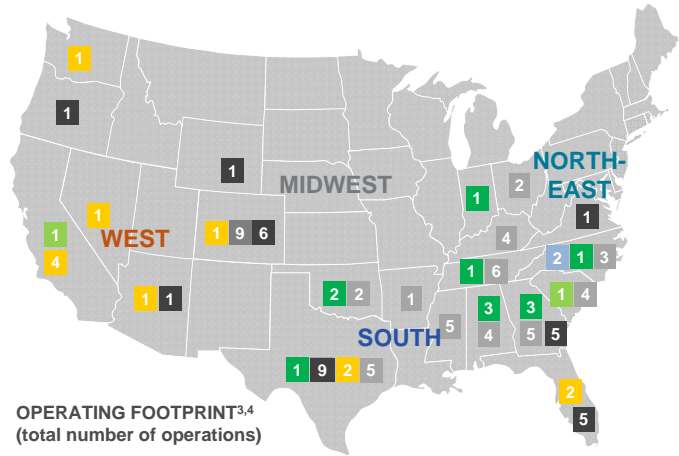 1
1
1
MIDWEST
NORTH-
EAST
1
2
1
1
1
4
WEST
1 9 6
4
2 1 3
1 6
1 1
2 2
1
1 4
3
3
5
4
5 5
SOUTH
1 9 2 5
2
5
OPERATING FOOTPRINT3,4
(total number of operations)